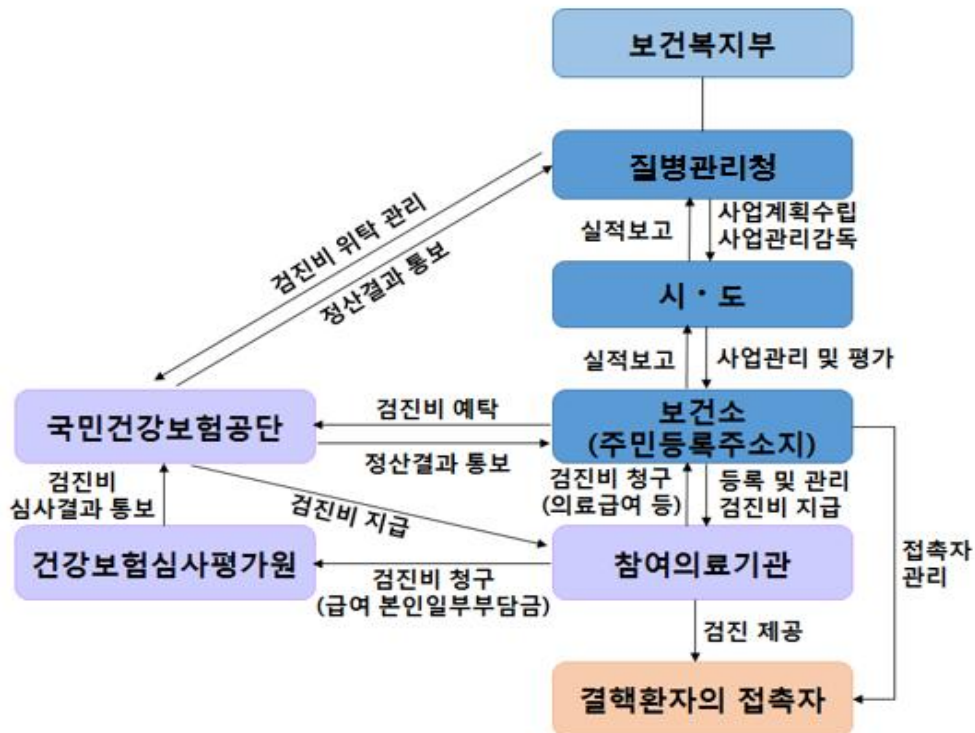 보건복지부
질병관리청
검진비 위탁 관리
정산결과 통보
실적보고
사업계획수립
사업관리감독
시・도
실적보고
사업관리 및 평가
국민건강보험공단
검진비 예탁
정산결과 통보
보건소
(주민등록주소지)
검진비
심사결과 통보
검진비 지급
검진비 청구
(의료급여 등)
등록 및 관리
검진비 지급
접촉자
관리
건강보험심사평가원
검진비 청구
(급여 본인일부부담금)
참여의료기관
검진 제공
결핵환자의 접촉자